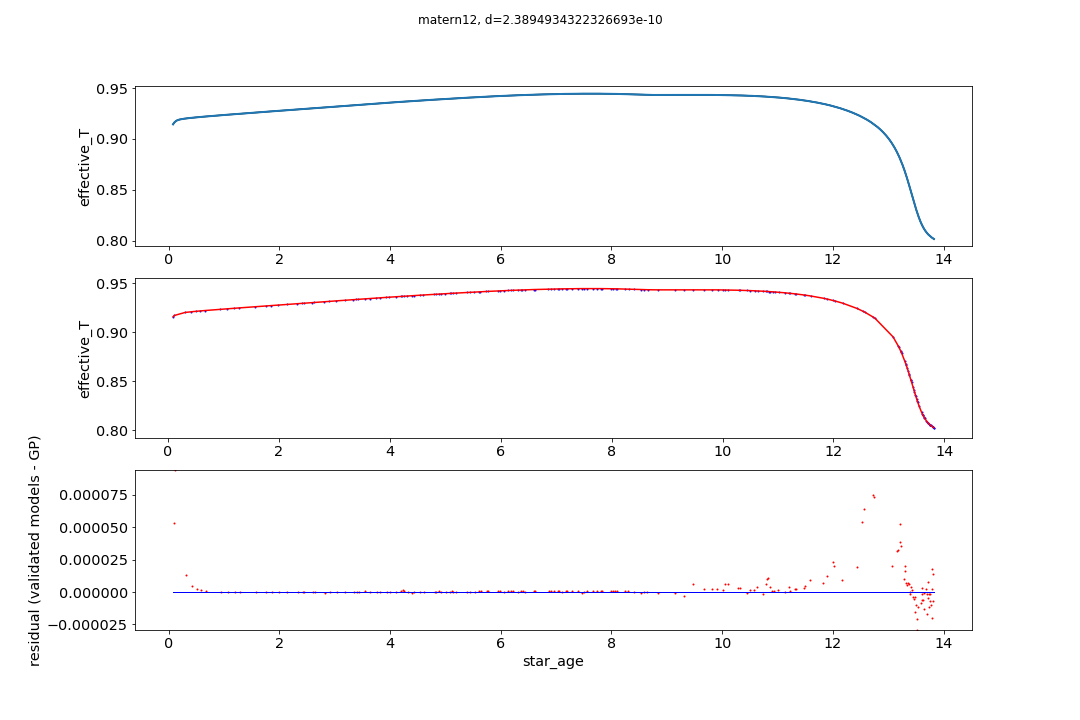 matern12, d=2.3894934322326693e-10
effective_T
0.95
0.90
0.85
0.80
0 2 4 6 8 10 12 14
effective_T
0.95
0.90
0.85
0.80
0 2 4 6 8 10 12 14
residual (validated models - GP)
0.000075
0.000050
0.000025
0.000000
−0.000025
0 2 4 6 8 10 12 14
star_age